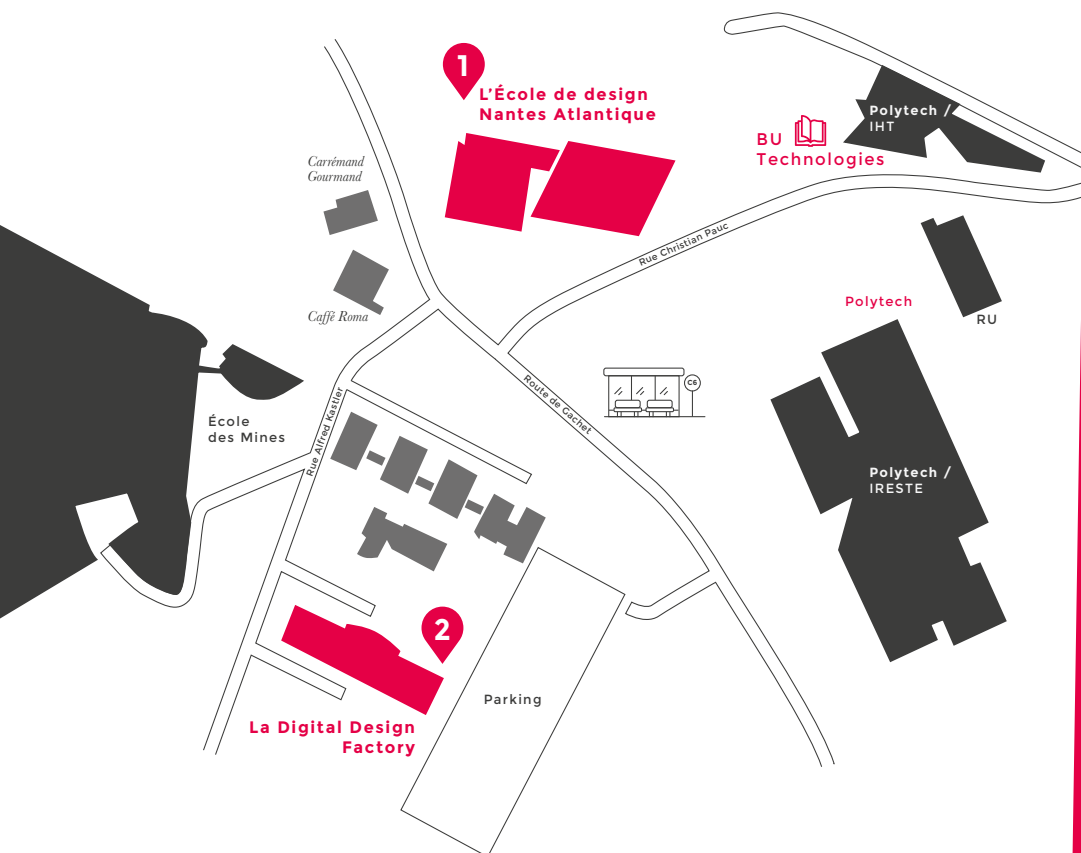 1
L'École de design
Nantes Atlantique
BU
Technologies
Polytech /
IHT
Carrémand
Gourmand
Rue Christian Pauc
Polytech
RU
Caffé Roma
C6
Route de Gachet
Rue Alfred Kastler
École
des Mines
Polytech /
IRESTE
2
Parking
La Digital Design
Factory